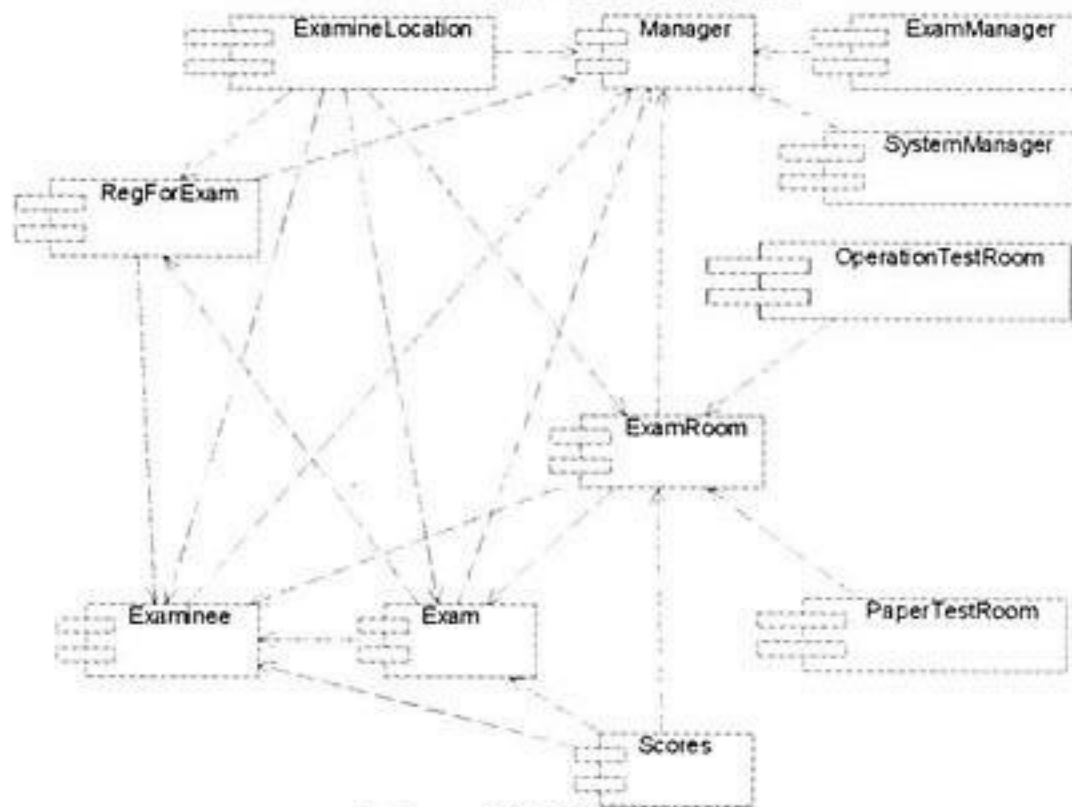 ExamineLocation
Manager
ExamManager
SystemManager
RegForExam
OperationTestRoom
ExamRoom
Examinee
Exam
PaperTestRoom
Scores